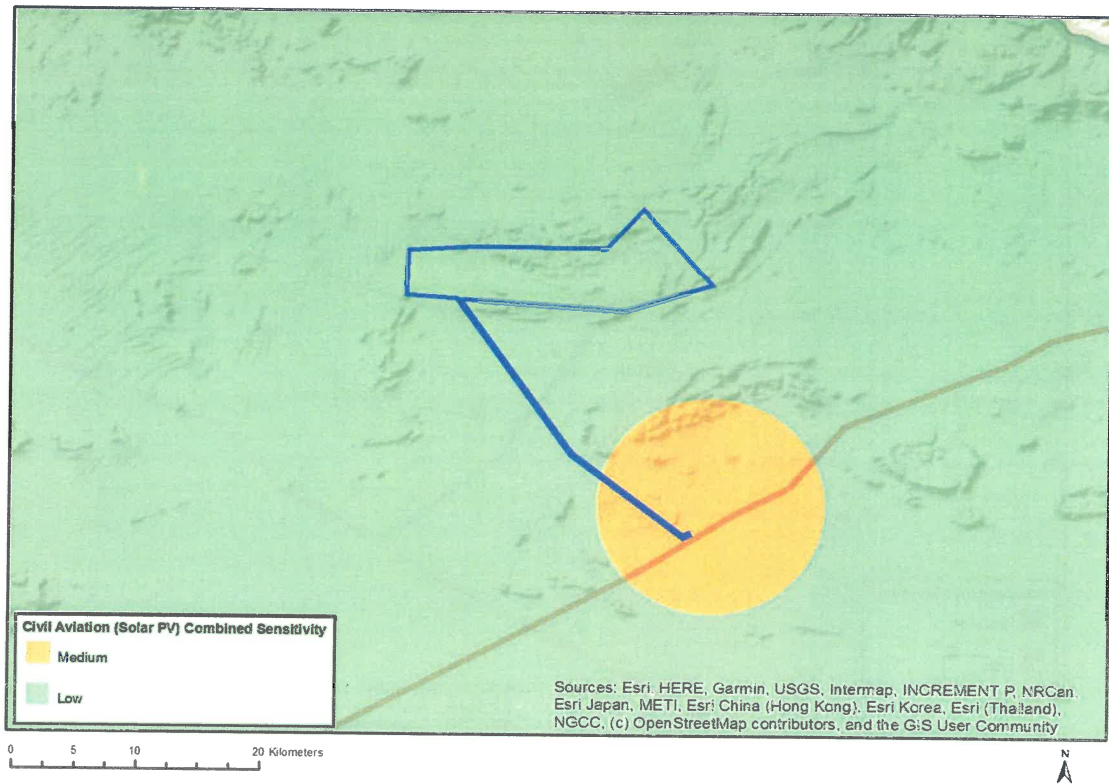 Civil Aviation (Solar PV) Combined Sensitivity
Medium
Low
Sources: Esri, HERE, Garmin, USGS, Intermap, INCREMENT P, NRCan,
Esri Japan, METI, Esri China (Hong Kong), Esri Korea, Esri (Thailand),
NGCC, (c) OpenStreetMap contributors, and the GIS User Community
0 5 10 20 Kilometers
N